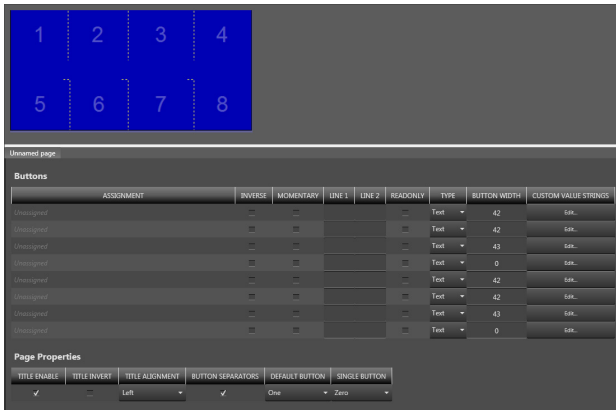 1 2 3 4
5 6 7 8
Unnamed page
Buttons
ASSIGNMENT INVERSE MOMENTARY LINE 1 LINE 2 READONLY TYPE BUTTON WIDTH CUSTOM VALUE STRINGS
Unassigned Text 42 Edit...
Unassigned Text 42 Edit...
Unassigned Text 43 Edit...
Unassigned Text 0 Edit...
Unassigned Text 42 Edit...
Unassigned Text 42 Edit...
Unassigned Text 43 Edit...
Unassigned Text 0 Edit...
Page Properties
TITLE ENABLE TITLE INVERT TITLE ALIGNMENT BUTTON SEPARATORS DEFAULT BUTTON SINGLE BUTTON
Left One Zero